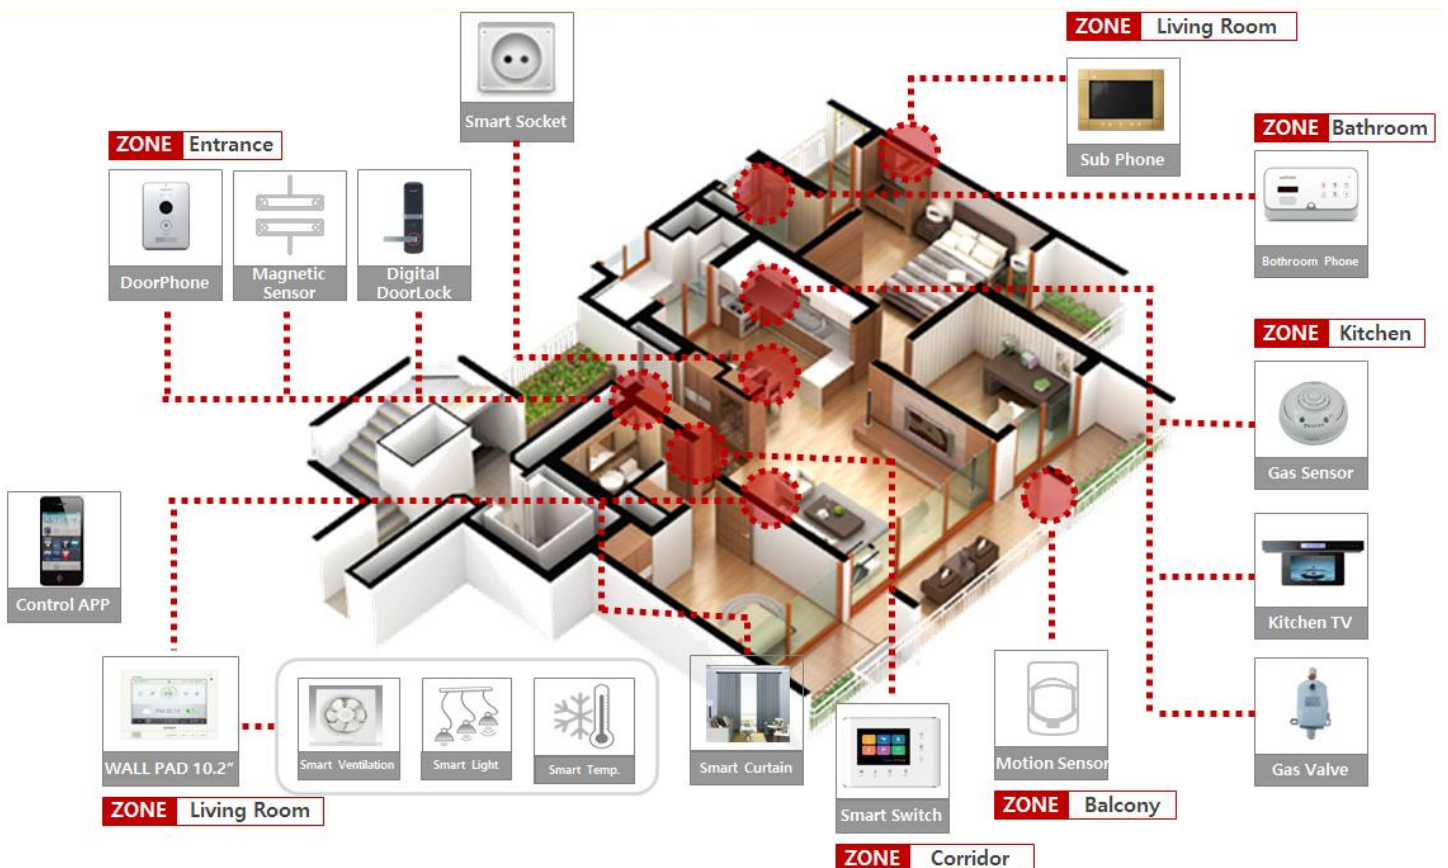 Smart Socket
ZONE Living Room
Sub Phone
ZONE Entrance
DoorPhone
Magnetic
Sensor
Digital
DoorLock
ZONE Bathroom
Bothroom Phone
ZONE Kitchen
Gas Sensor
Kitchen TV
Gas Valve
Control APP
WALL PAD 10.2”
ZONE Living Room
Smart Ventilation
Smart Light
Smart Temp.
Smart Curtain
Smart Switch
ZONE Corridor
Motion Sensor
ZONE Balcony